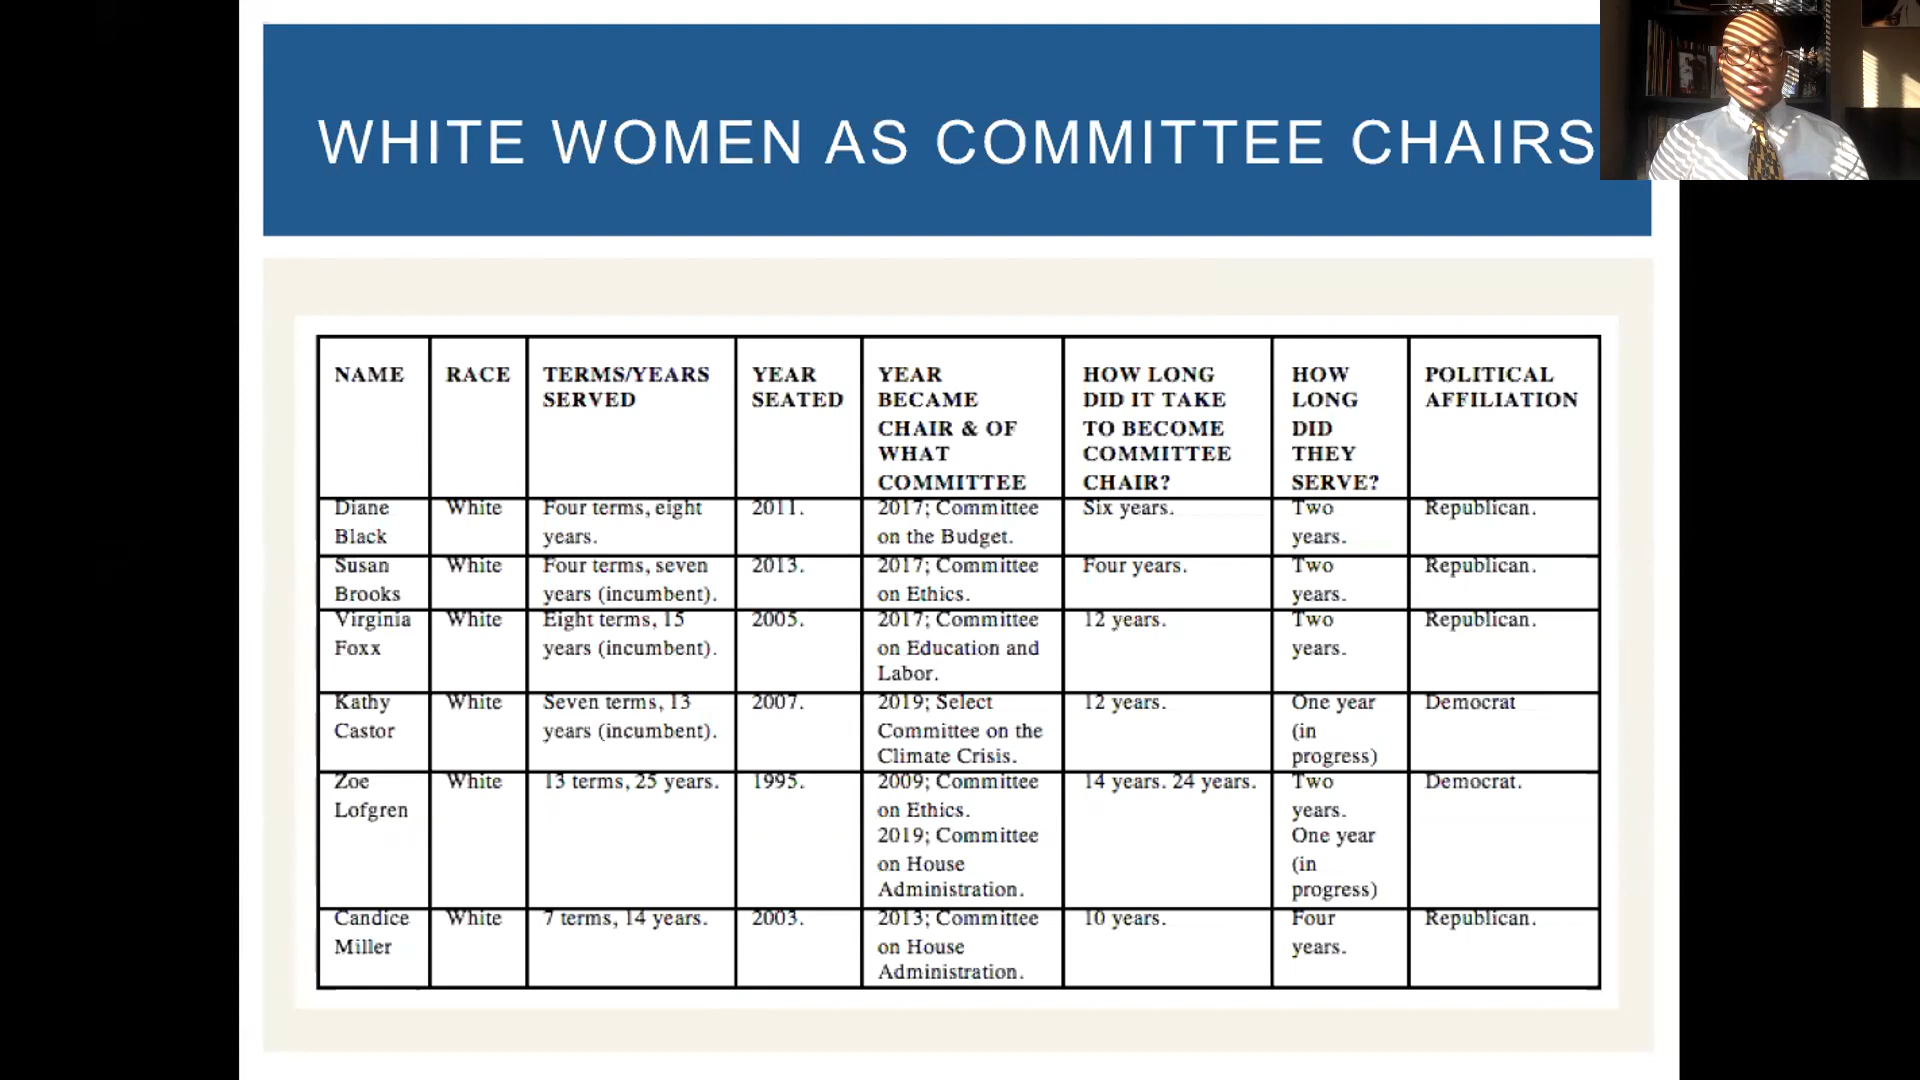 WHITE WOMEN AS COMMITTEE CHAIRS
NAME
RACE
TERMS/YEARS
SERVED
YEAR
SEATED
YEAR
BECAME
CHAIR & OF
WHAT
COMMITTEE
HOW LONG
DID IT TAKE
TO BECOME
COMMITTEE
CHAIR?
HOW
LONG
DID
THEY
SERVE?
POLITICAL
AFFILIATION
Diane
Black
White
Four terms, eight
years.
2011.
2017; Committee
on the Budget.
Six years.
Two
years.
Republican.
Susan
Brooks
White
Four terms, seven
years (incumbent).
2013.
2017; Committee
on Ethics.
Four years.
Two
years.
Republican.
Virginia
Foxx
White
Eight terms, 15
years (incumbent).
2005.
2017; Committee
on Education and
Labor.
12 years.
Two
years.
Republican.
Kathy
Castor
White
Seven terms, 13
years (incumbent).
2007.
2019; Select
Committee on the
Climate Crisis.
12 years.
One year
(in
progress)
Democrat
Zoe
Lofgren
White
13 terms, 25 years.
1995.
2009; Committee
on Ethics.
2019; Committee
on House
Administration.
14 years. 24 years.
Two
years.
One year
(in
progress)
Democrat.
Candice
Miller
White
7 terms, 14 years.
2003.
2013; Committee
on House
Administration.
10 years.
Four
years.
Republican.